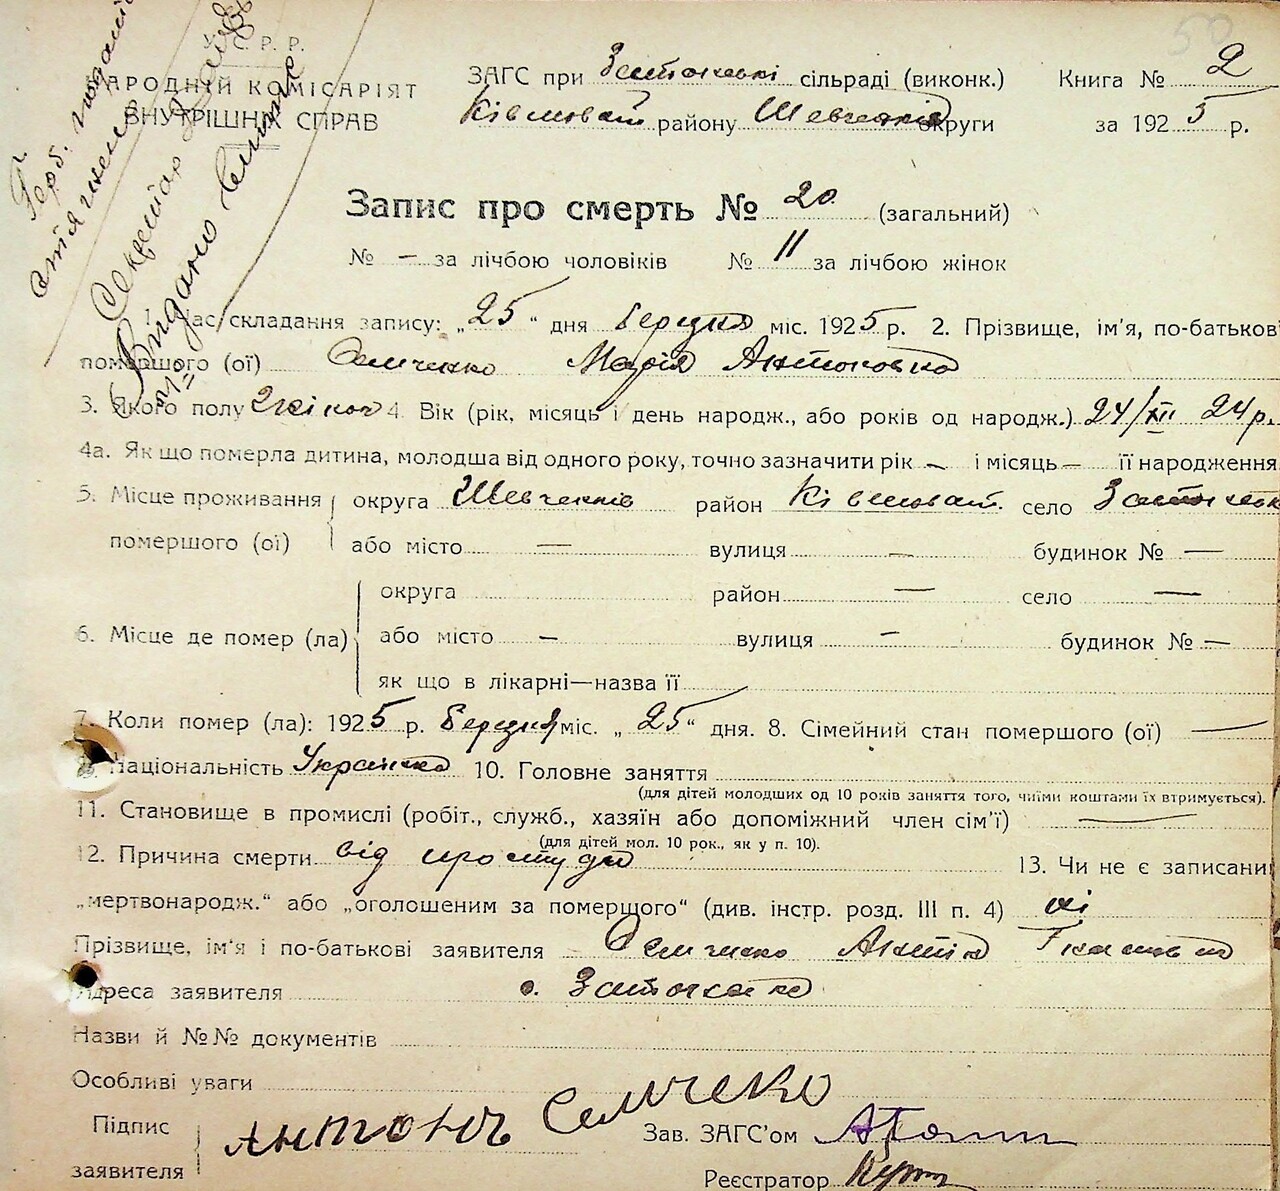 50
У.С.Р.Р.
НАРОДНІЙ КОМІСАРІЯТ
ВНУТРІШНІХ СПРАВ
Герб.
Секретар
Видано
ЗАГС при сільраді (виконк.) Книга № 2
району Шевченків округи за 1925 р.
Запис про смерть № 20 (загальний)
№ – за лічбою чоловіків № 11 за лічбою жінок
1. Час складання запису: „25" дня Березня міс. 1925 р. 2. Прізвище, ім'я, по-батькові
помершого (ої) Семченко Марія Антоновна
3. Якого полу жіноч 4. Вік (рік, місяць і день народж., або років од народж.) 24/XII 24 р.
4а. Як що померла дитина, молодша від одного року, точно зазначити рік – і місяць – її народження
5. Місце проживання округа Шевченків район Ківшоват. село
помершого (ої) або місто — вулиця — будинок № —
округа район — село —
6. Місце де помер (ла) або місто – вулиця – будинок № –
як що в лікарні—назва її
7. Коли помер (ла): 1925 р. Березня міс. „25" дня. 8. Сімейний стан помершого (ої) —
9. Національність Українка 10. Головне заняття
(для дітей молодших од 10 років заняття того, чиїми коштами їх втримується).
11. Становище в промислі (робіт., служб., хазяїн або допоміжний член сім'ї) —
(для дітей мол. 10 рок., як у п. 10).
12. Причина смерти від простуди 13. Чи не є записани
„мертвонародж." або „оголошеним за померщого" (див. інстр. розд. III п. 4) ні
Прізвище, ім'я і по-батькові заявителя – Семченко Антін
Адреса заявителя с.
Назви й №№ документів
Особливі уваги
Підпис заявителя Антонъ Семчеко
Зав. ЗАГС'ом
Реєстратор